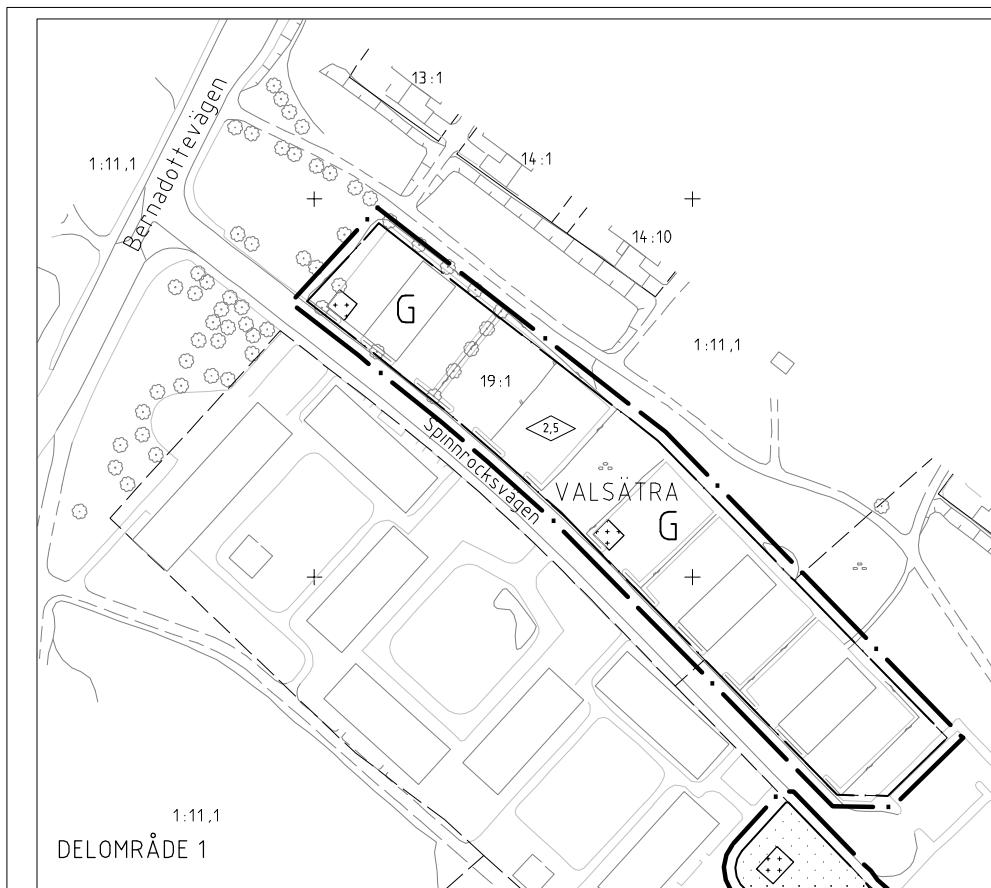 13:1
Bernadottevägen
1:11,1
14:1
14:10
G
1:11,1
19:1
2,5
Spinnrocksvägen
VALSÄTRA
G
1:11,1
DELOMRÅDE 1